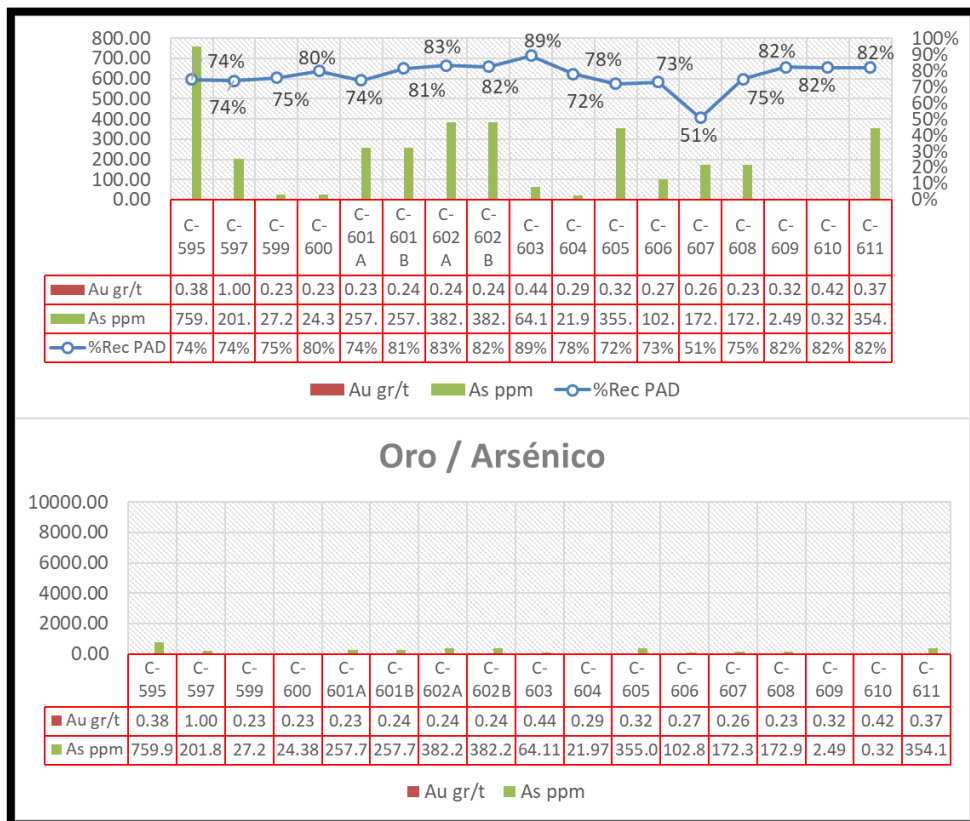 800.00
700.00
600.00
500.00
400.00
300.00
200.00
100.00
0.00
100%
90%
80%
70%
60%
50%
40%
30%
20%
10%
0%
74% 74% 75% 80% 74% 81% 83% 82% 89% 78% 72% 73% 51% 75% 82% 82% 82%
C-595 C-597 C-599 C-600 C-601A C-601B C-602A C-602B C-603 C-604 C-605 C-606 C-607 C-608 C-609 C-610 C-611
Au gr/t 0.38 1.00 0.23 0.23 0.23 0.24 0.24 0.24 0.44 0.29 0.32 0.27 0.26 0.23 0.32 0.42 0.37
As ppm 759. 201. 27.2 24.3 257. 257. 382. 382. 64.1 21.9 355. 102. 172. 172. 2.49 0.32 354.
%Rec PAD 74% 74% 75% 80% 74% 81% 83% 82% 89% 78% 72% 73% 51% 75% 82% 82% 82%
Au gr/t As ppm %Rec PAD
Oro / Arsénico
10000.00
8000.00
6000.00
4000.00
2000.00
0.00
C-595 C-597 C-599 C-600 C-601A C-601B C-602A C-602B C-603 C-604 C-605 C-606 C-607 C-608 C-609 C-610 C-611
Au gr/t 0.38 1.00 0.23 0.23 0.23 0.24 0.24 0.24 0.44 0.29 0.32 0.27 0.26 0.23 0.32 0.42 0.37
As ppm 759.9 201.8 27.2 24.38 257.7 257.7 382.2 382.2 64.11 21.97 355.0 102.8 172.3 172.9 2.49 0.32 354.1
Au gr/t As ppm